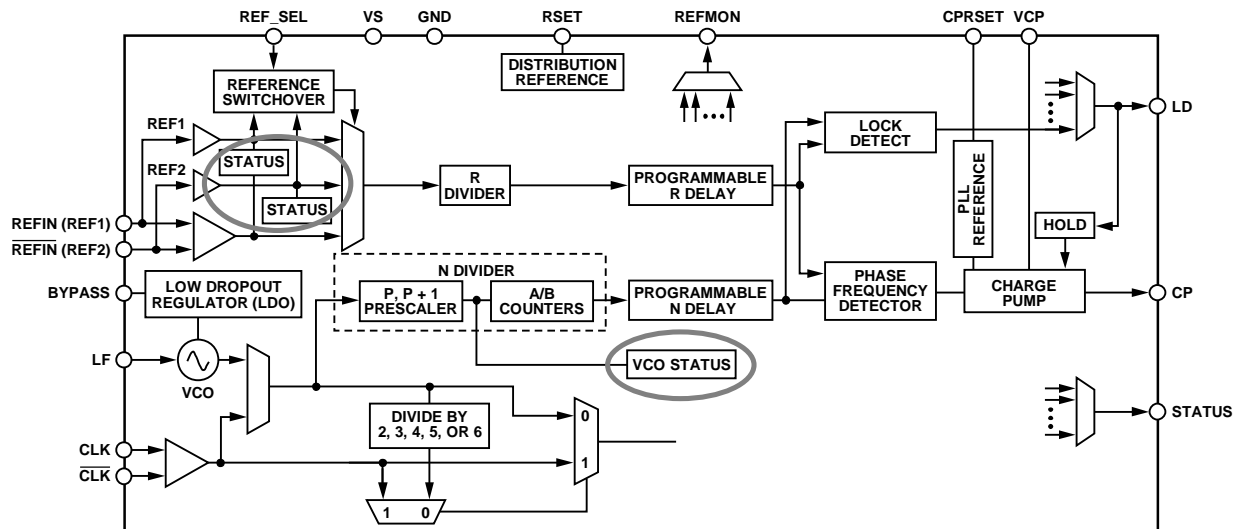 REF_SEL VS GND RSET REFMON CPRSET VCP
DISTRIBUTION
REFERENCE
REFERENCE
SWITCHOVER
REF1
STATUS
REF2
STATUS
REFIN (REF1)
REFIN (REF2)
R
DIVIDER
PROGRAMMABLE
R DELAY
LOCK
DETECT
LD
PLL
REFERENCE
HOLD
N DIVIDER
BYPASS
LOW DROPOUT
REGULATOR (LDO)
P, P + 1
PRESCALER
A/B
COUNTERS
PROGRAMMABLE
N DELAY
PHASE
FREQUENCY
DETECTOR
CHARGE
PUMP
CP
LF
VCO
VCO STATUS
DIVIDE BY
2, 3, 4, 5, OR 6
0
1
STATUS
CLK
CLK
1 0